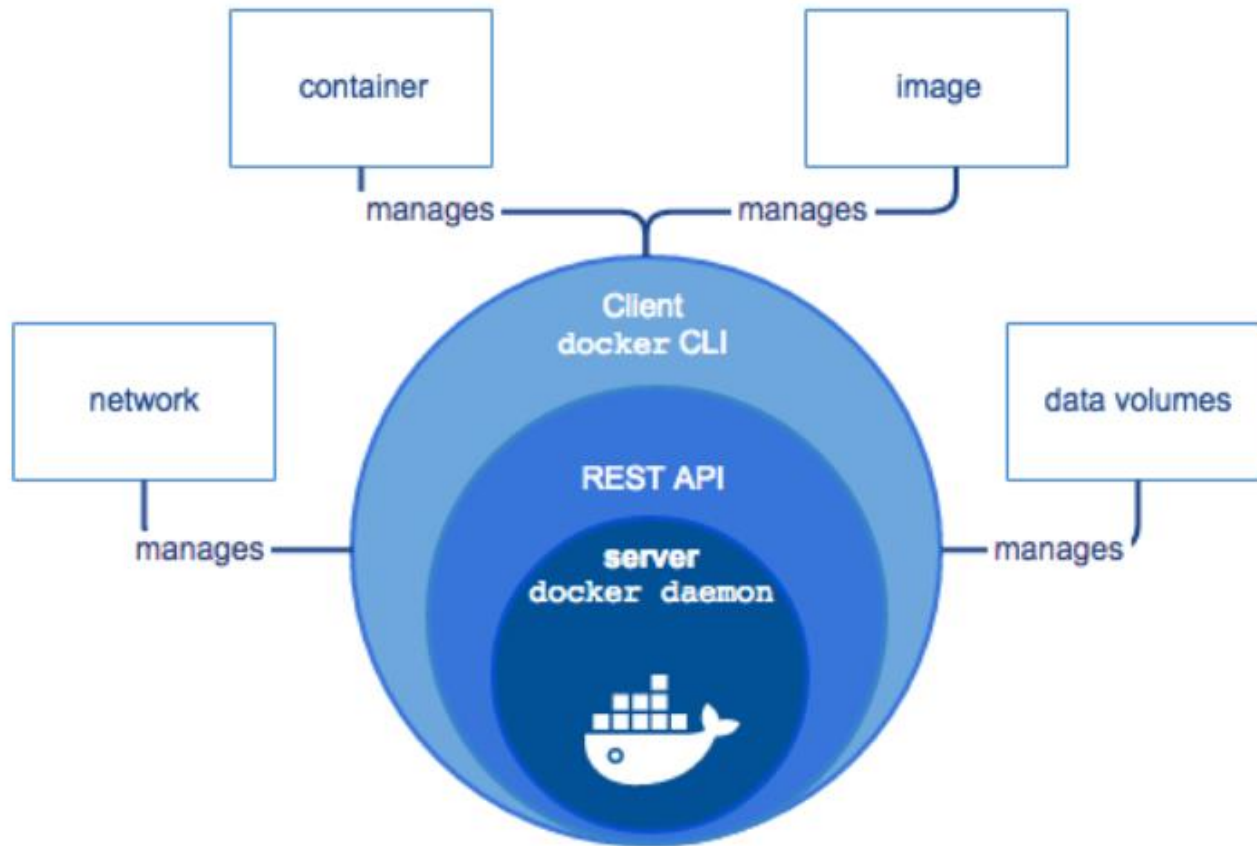 container
image
manages
manages
Client
docker CLI
network
data volumes
REST API
manages
manages
server
docker daemon